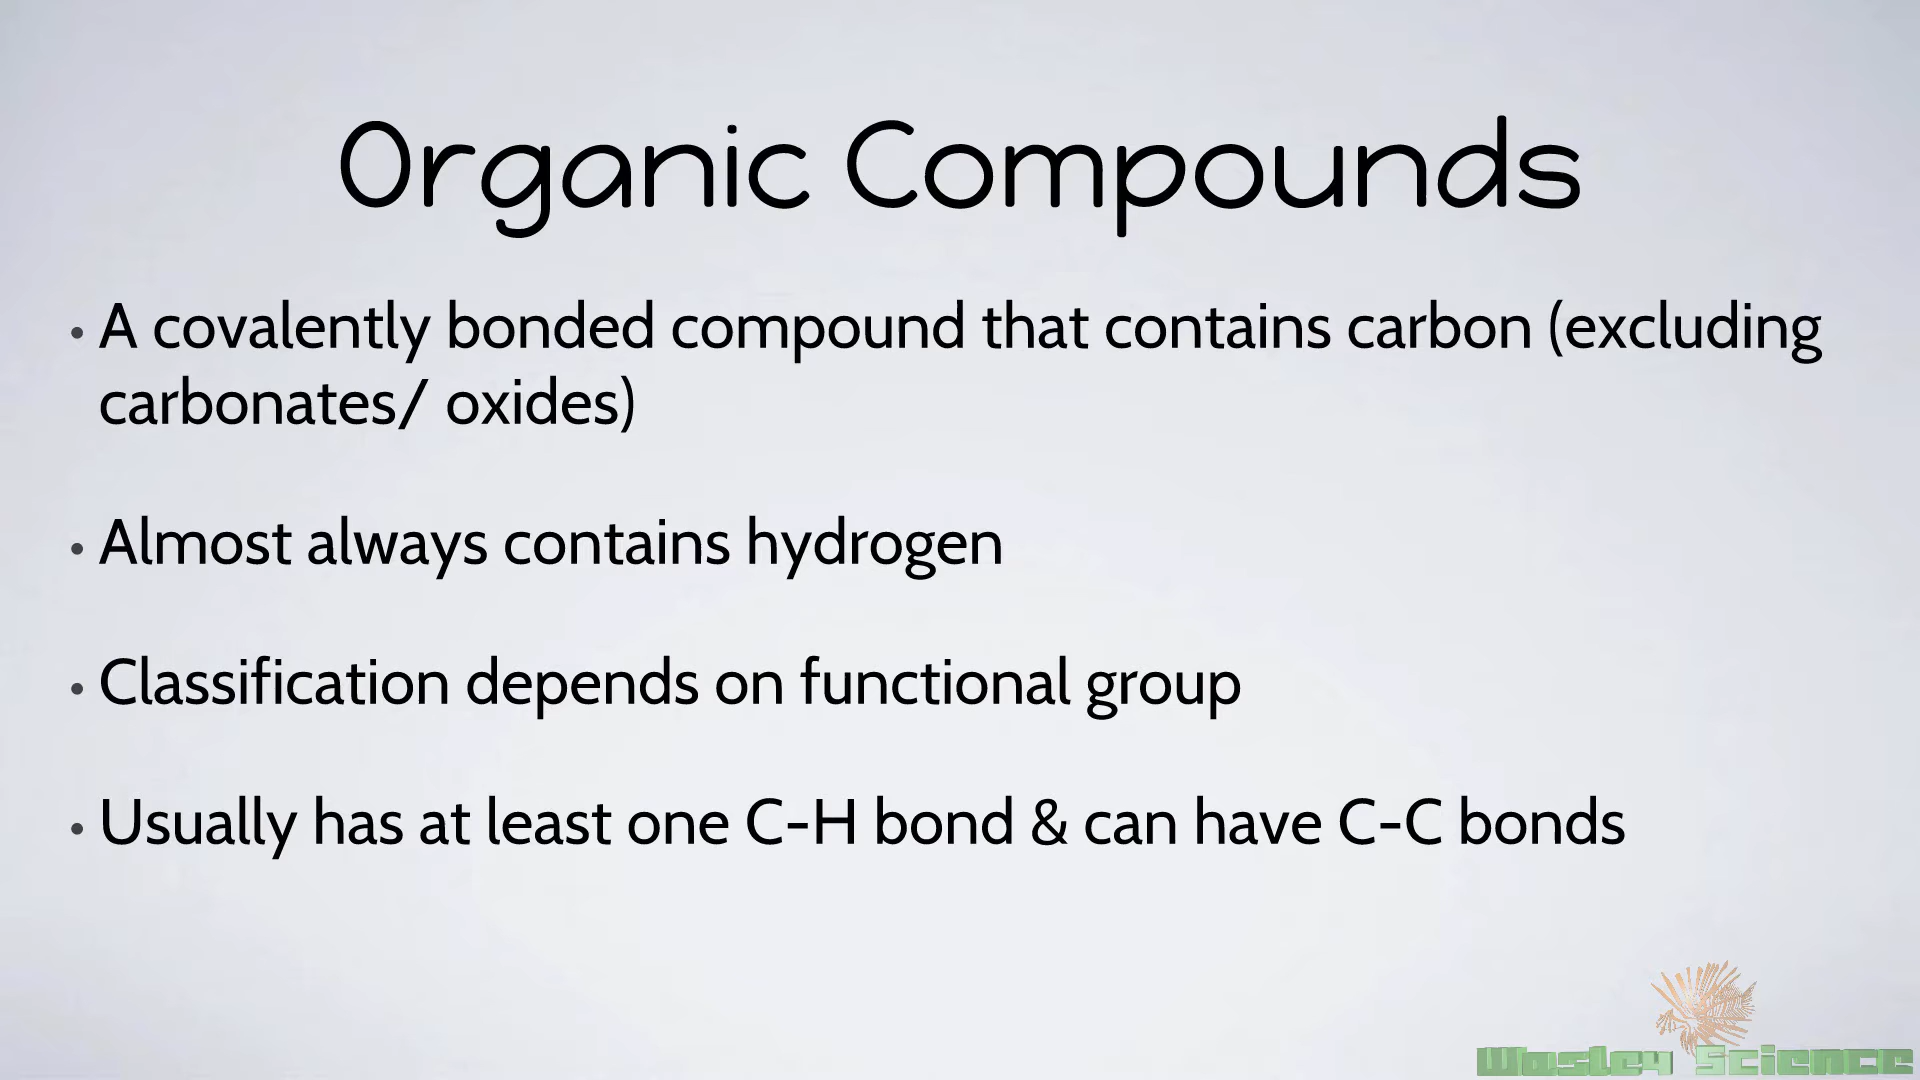 Organic Compounds
• A covalently bonded compound that contains carbon (excluding
carbonates/ oxides)
• Almost always contains hydrogen
• Classification depends on functional group
• Usually has at least one C-H bond & can have C-C bonds
Wasley Science